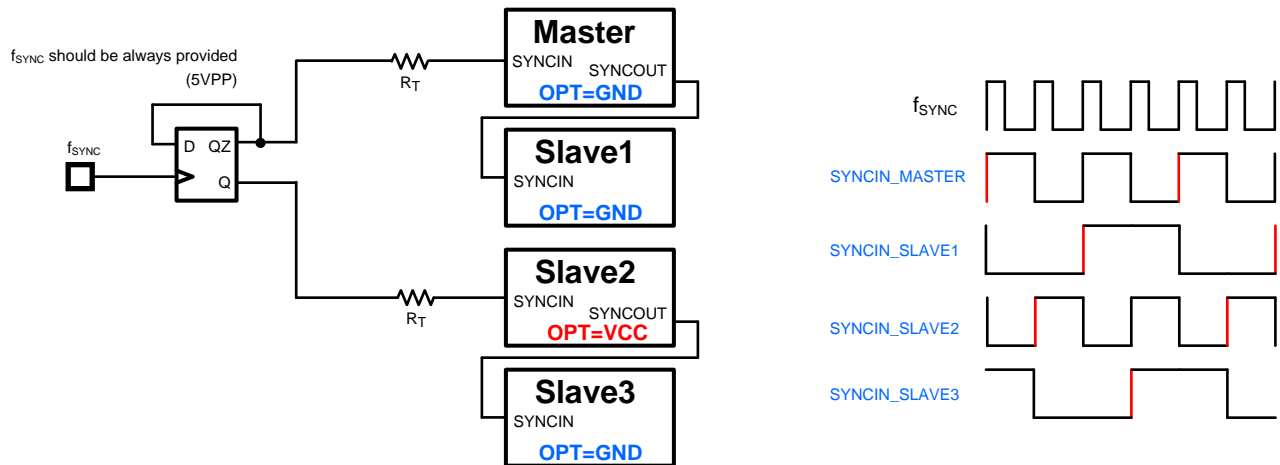 fSYNC should be always provided
(5VPP)
fSYNC
D QZ
Q
RT
Master
SYNCIN
SYNCOUT
OPT=GND
Slave1
SYNCIN
OPT=GND
RT
Slave2
SYNCIN
SYNCOUT
OPT=VCC
Slave3
SYNCIN
OPT=GND
fSYNC
SYNCIN_MASTER
SYNCIN_SLAVE1
SYNCIN_SLAVE2
SYNCIN_SLAVE3